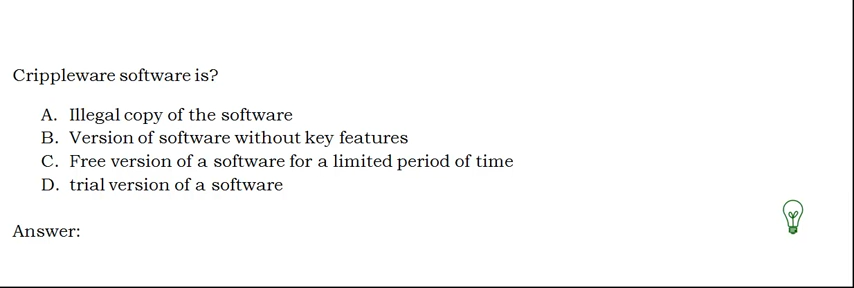 Crippleware software is?
A. Illegal copy of the software
B. Version of software without key features
C. Free version of a software for a limited period of time
D. trial version of a software
Answer: